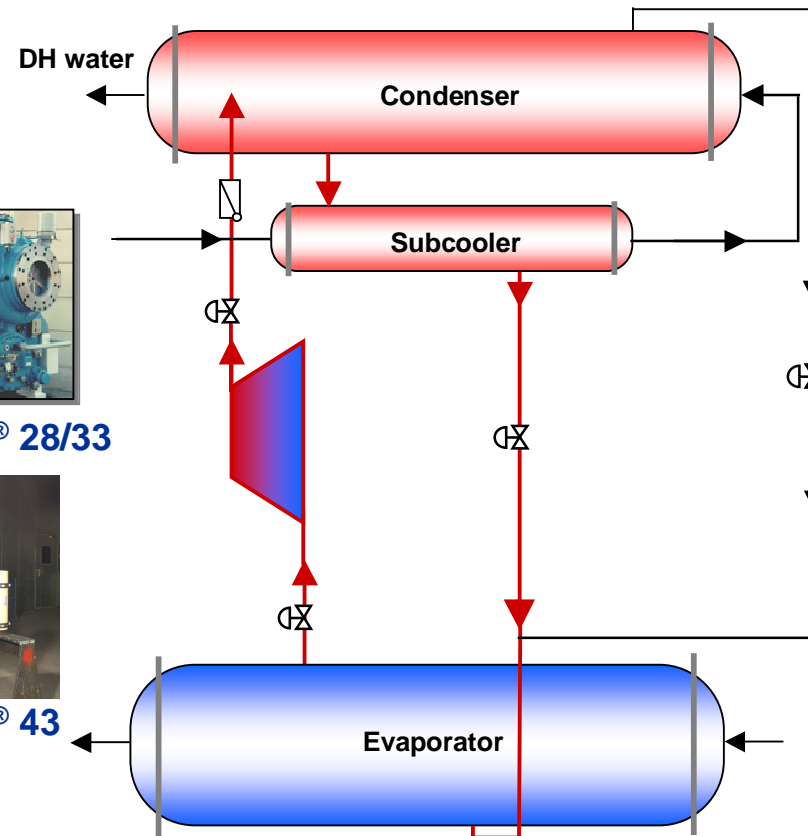 DH water
Condenser
Subcooler
® 28/33
® 43
Evaporator